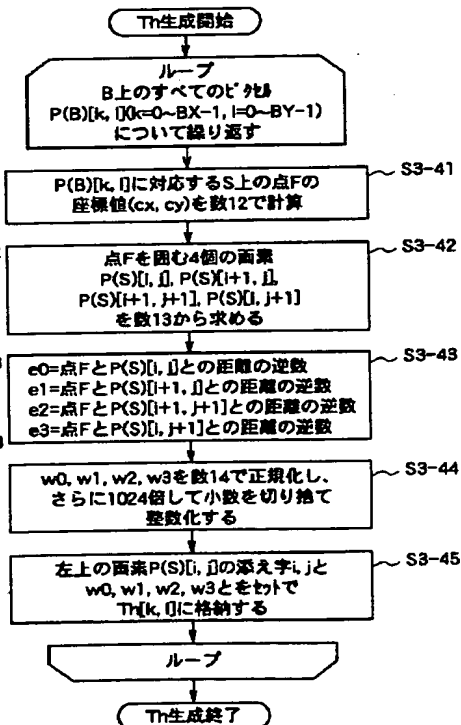 Th生成開始
ループ
B上のすべてのピクセル
P(B)[k, l](k=0~BX-1, l=0~BY-1)
について繰り返す
P(B)[k, l]に対応するS上の点Fの
座標値(cx, cy)を数12で計算
S3-41
点Fを囲む4個の画素
P(S)[i, j], P(S)[i+1, j],
P(S)[i+1, j+1], P(S)[i, j+1]
を数13から求める
S3-42
e0=点FとP(S)[i, j]との距離の逆数
e1=点FとP(S)[i+1, j]との距離の逆数
e2=点FとP(S)[i+1, j+1]との距離の逆数
e3=点FとP(S)[i, j+1]との距離の逆数
S3-43
w0, w1, w2, w3を数14で正規化し、
さらに1024倍して小数を切り捨て
整数化する
S3-44
左上の画素P(S)[i, j]の添え字i, jと
w0, w1, w2, w3とをセットで
Th[k, l]に格納する
S3-45
ループ
Th生成終了